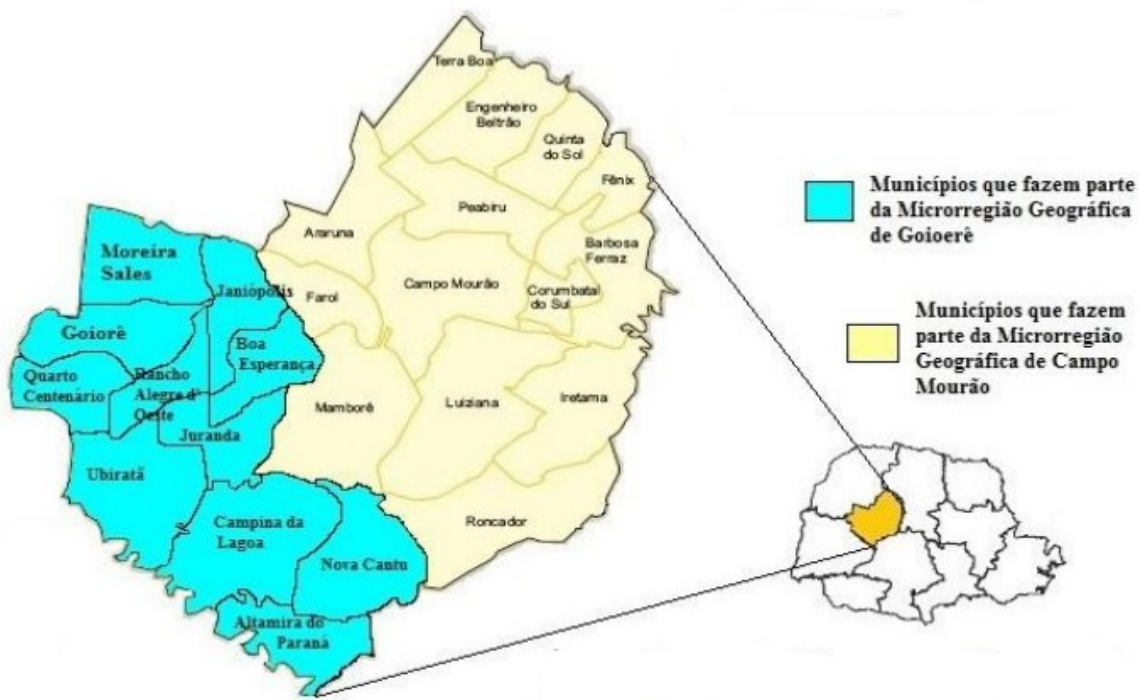 Terra Boa
Engenheiro
Beltrão
Quinta
do Sol
Fênix
Peabiru
Araruna
Barbosa
Ferraz
Moreira
Sales
Janiópolis
Farol
Campo Mourão
Corumbatal
do Sul
Goiorê
Boa
Esperança
Quarto
Centenário
Rancho
Alegre d'
Oeste
Mamborê
Luiziana
Iretama
Juranda
Ubiratã
Campina da
Lagoa
Roncador
Nova Cantu
Altamira do
Paraná
Municípios que fazem parte
da Microrregião Geográfica
de Goioerê
Municípios que fazem
parte da Microrregião
Geográfica de Campo
Mourão